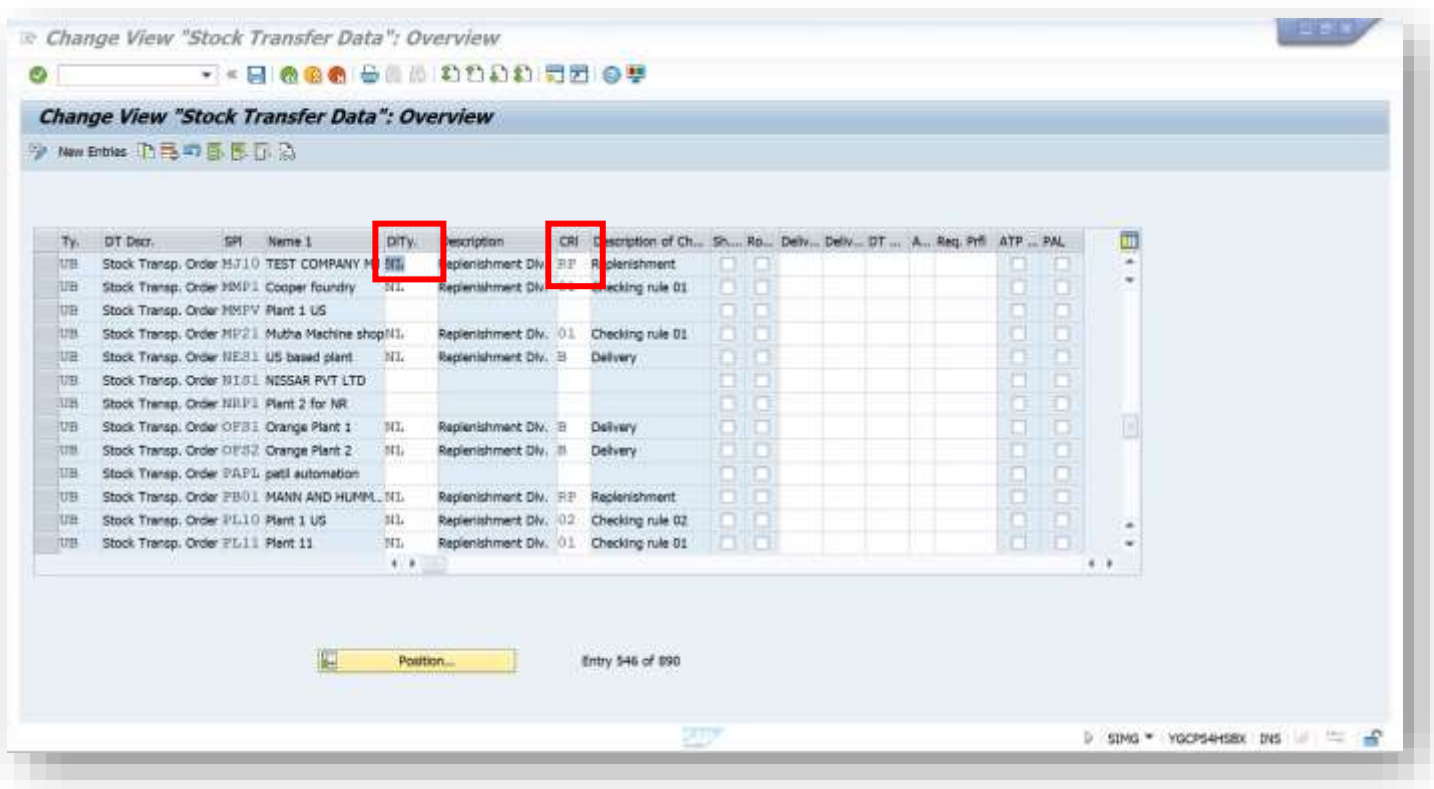 Change View "Stock Transfer Data": Overview
Change View "Stock Transfer Data": Overview
New Entries
Ty. DT Dscr. SPl Name 1 DlTy. Description CRl Description of Ch... Sh... Ro... Deliv... Deliv... DT ... A... Req. Prfl ATP ... PAL
UB Stock Transp. Order MJ10 TEST COMPANY MJ NL Replenishment Dlv. RP Replenishment
UB Stock Transp. Order MMP1 Cooper foundry NL Replenishment Dlv. 01 Checking rule 01
UB Stock Transp. Order MMPV Plant 1 US
UB Stock Transp. Order MP21 Mutha Machine shop NL Replenishment Dlv. 01 Checking rule 01
UB Stock Transp. Order NES1 US based plant NL Replenishment Dlv. B Delivery
UB Stock Transp. Order NIS1 NISSAR PVT LTD
UB Stock Transp. Order NRP1 Plant 2 for NR
UB Stock Transp. Order OFS1 Orange Plant 1 NL Replenishment Dlv. B Delivery
UB Stock Transp. Order OFS2 Orange Plant 2 NL Replenishment Dlv. B Delivery
UB Stock Transp. Order PAPL patil automation
UB Stock Transp. Order PB01 MANN AND HUMM... NL Replenishment Dlv. RP Replenishment
UB Stock Transp. Order PL10 Plant 1 US NL Replenishment Dlv. 02 Checking rule 02
UB Stock Transp. Order PL11 Plant 11 NL Replenishment Dlv. 01 Checking rule 01
Position... Entry 546 of 890
SAP SIMG YGCPS4HSBX INS